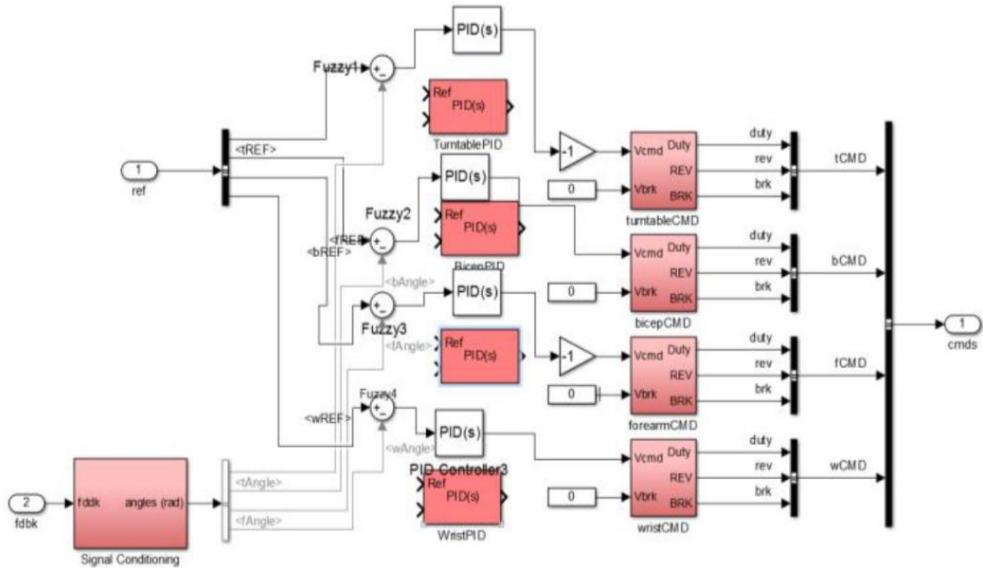 PID(s)
Fuzzy1
+
-
Ref
PID(s)
TurntablePID
1
ref
<tREF>
-1
0
Vcmd
Vbrk
Duty
REV
BRK
turntableCMD
duty
rev
brk
tCMD
PID(s)
Fuzzy2
+
-
<fREF>
<bREF>
Ref
PID(s)
BicepPID
<bAngle>
0
Vcmd
Vbrk
Duty
REV
BRK
bicepCMD
duty
rev
brk
bCMD
PID(s)
+
-
Fuzzy3
<fAngle>
Ref
PID(s)
-1
0
Vcmd
Vbrk
Duty
REV
BRK
forearmCMD
duty
rev
brk
fCMD
1
cmds
Fuzzy4
+
-
<wREF>
<wAngle>
PID(s)
PID Controller3
Ref
PID(s)
WristPID
0
Vcmd
Vbrk
Duty
REV
BRK
wristCMD
duty
rev
brk
wCMD
2
fdbk
fddk
angles (rad)
Signal Conditioning
<tAngle>
<fAngle>